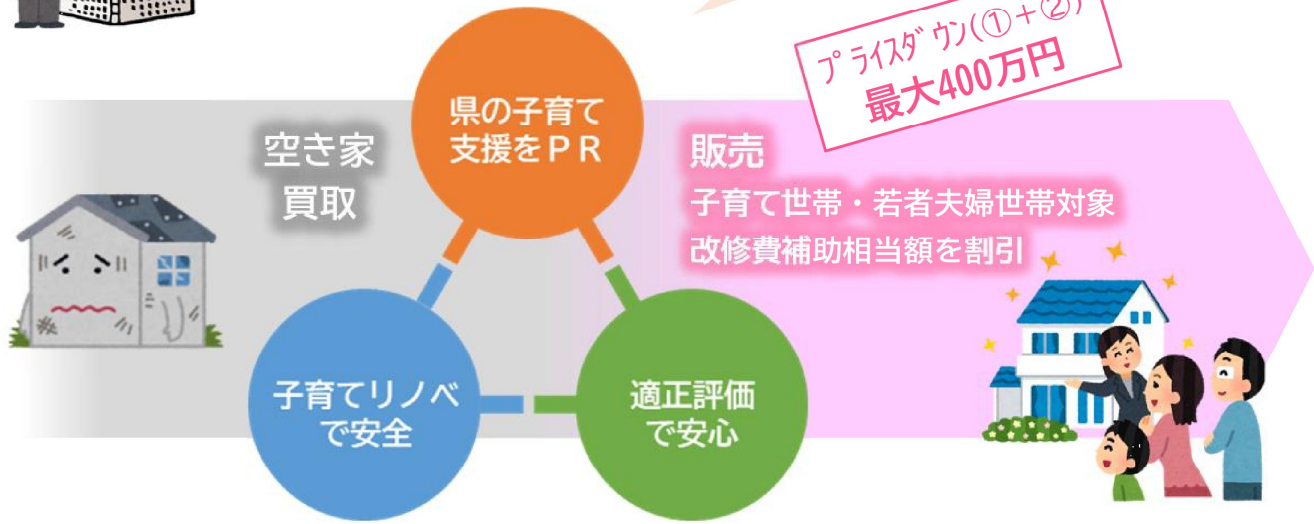 プライスダウン(①+②)
最大400万円
県の子育て
支援をPR
空き家
買取
販売
子育て世帯・若者夫婦世帯対象
改修費補助相当額を割引
子育てリノベ
で安全
適正評価
で安心